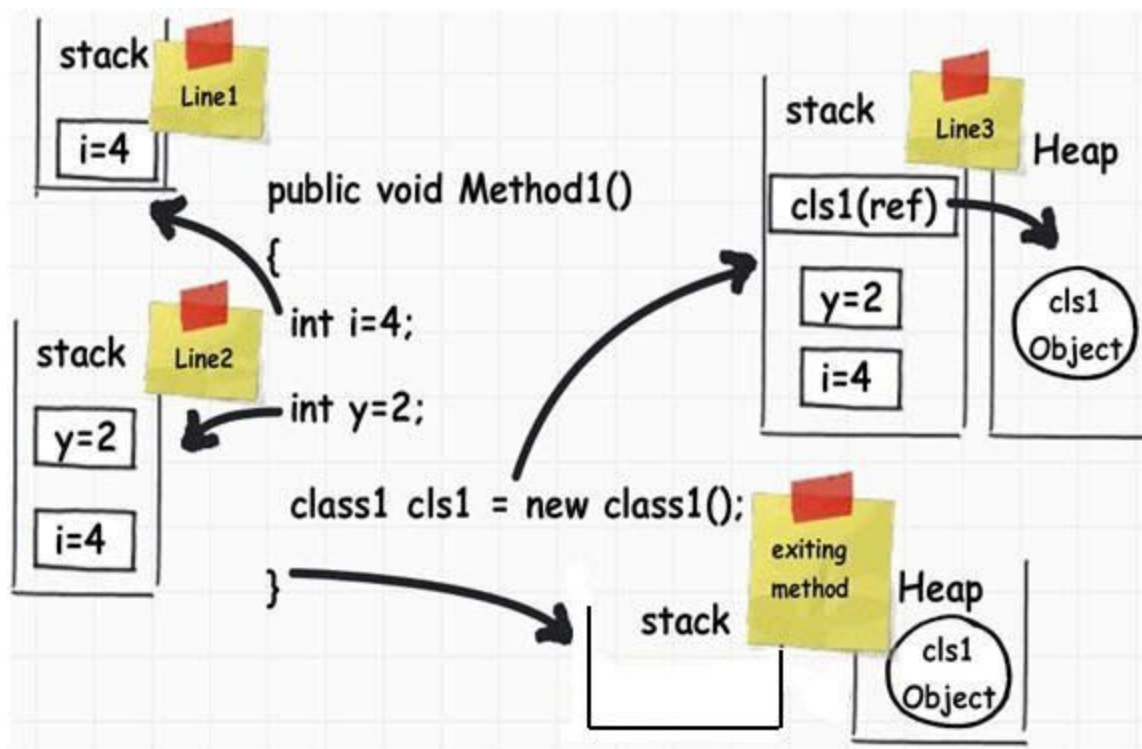 stack
Line1
i=4
public void Method1()
{
int i=4;
stack
Line2
int y=2;
y=2
i=4
class1 cls1 = new class1();
}
stack
Line3
Heap
cls1(ref)
y=2
i=4
cls1
Object
exiting
method
stack
Heap
cls1
Object